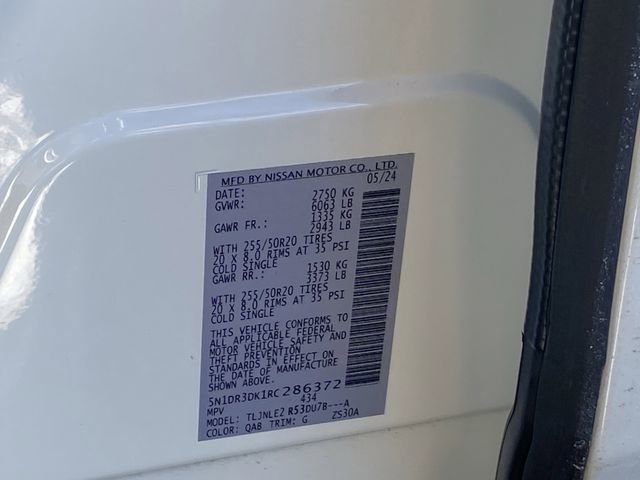 MFD BY NISSAN MOTOR CO., LTD.
DATE: 05/24
GVWR: 2750 KG
6063 LB
GAWR FR.: 1335 KG
2943 LB
WITH 255/50R20 TIRES
20 X 8.0 RIMS AT 35 PSI
COLD SINGLE
GAWR RR.: 1530 KG
3373 LB
WITH 255/50R20 TIRES
20 X 8.0 RIMS AT 35 PSI
COLD SINGLE
THIS VEHICLE CONFORMS TO
ALL APPLICABLE FEDERAL
MOTOR VEHICLE SAFETY AND
THEFT PREVENTION
STANDARDS IN EFFECT ON
THE DATE OF MANUFACTURE
SHOWN ABOVE.
5N1DR3DK1RC286372
MPV 434
MODEL: TLJNLE2 R53DU7B---A
COLOR: QAB TRIM: G ZS30A